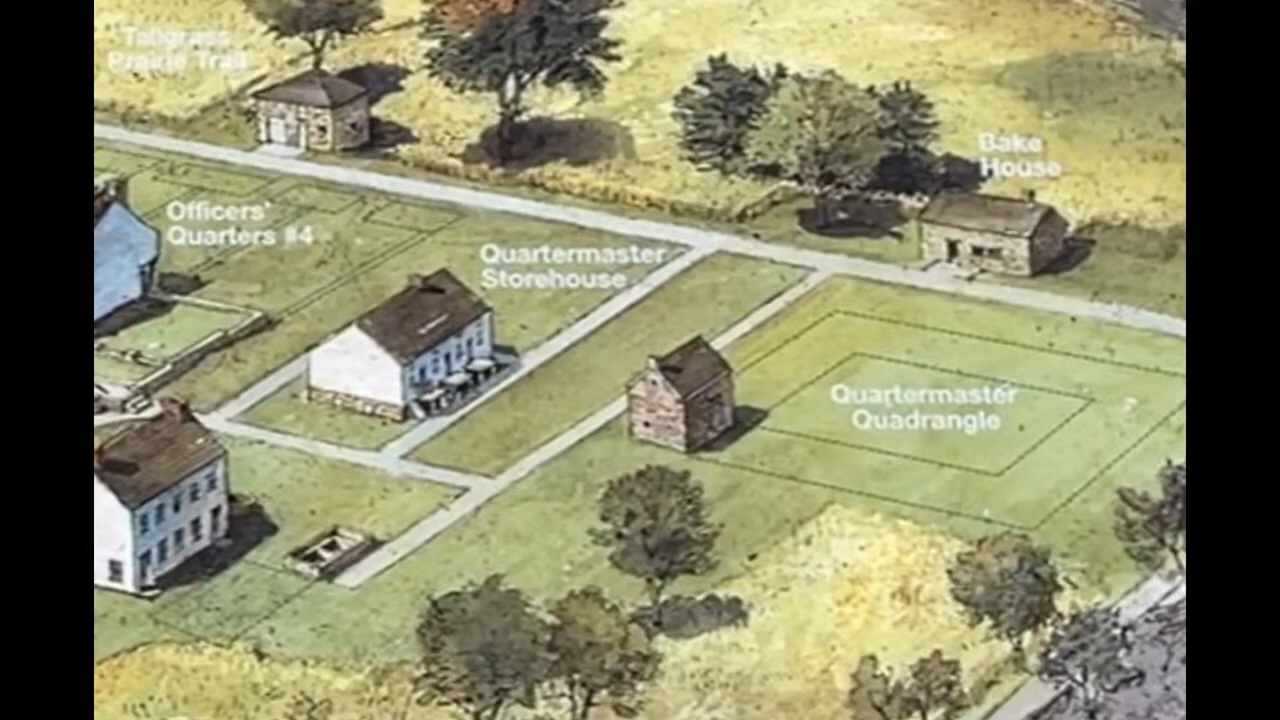 Tallgrass
Prairie Trail
Bake
House
Officers'
Quarters #4
Quartermaster
Storehouse
Quartermaster
Quadrangle